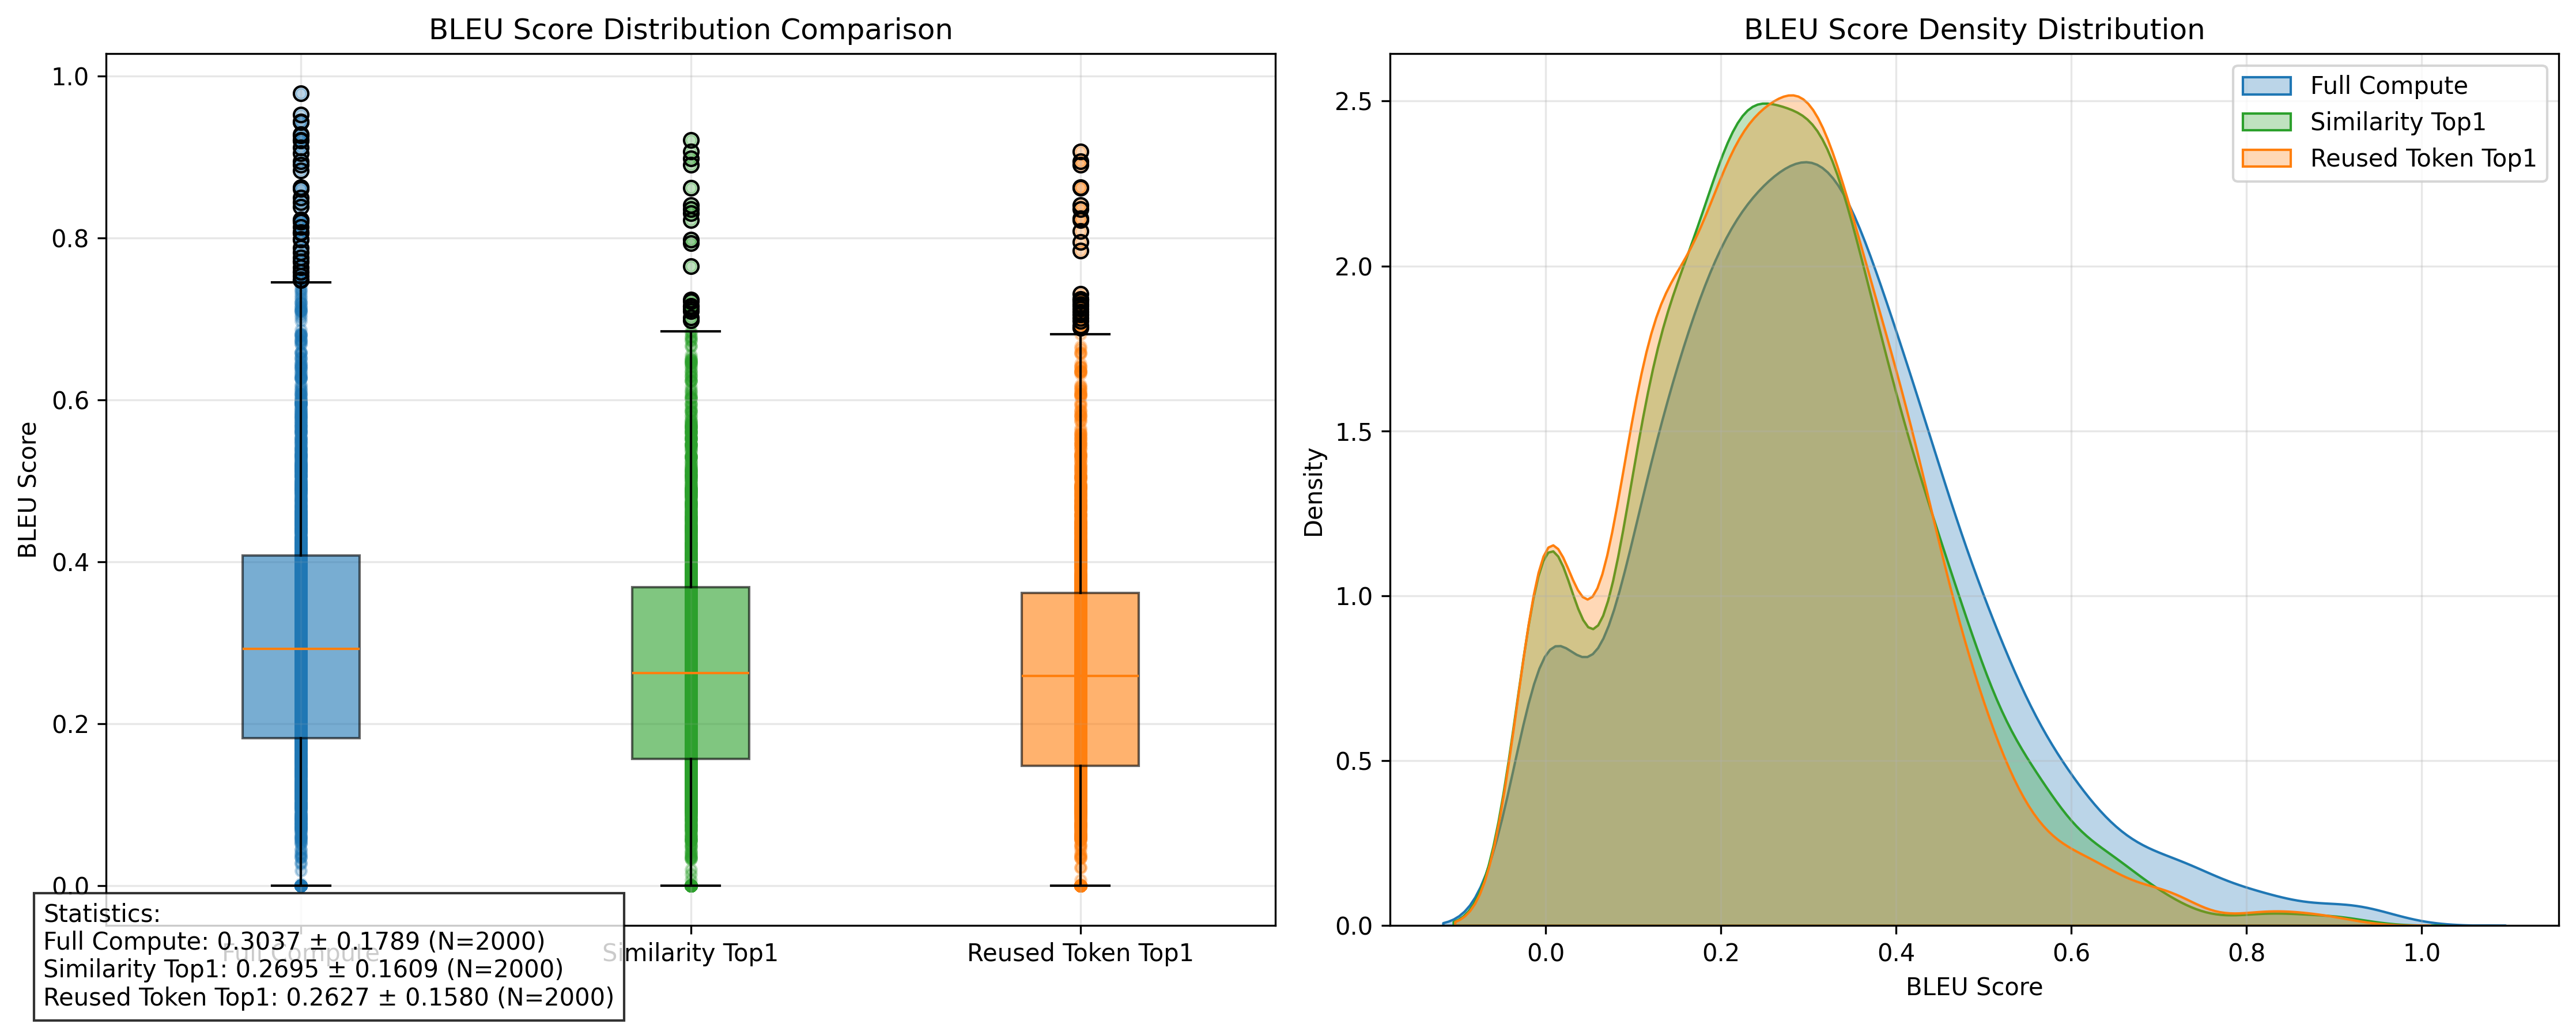 BLEU Score Distribution Comparison
BLEU Score
1.0
0.8
0.6
0.4
0.2
0.0
Full Compute
Similarity Top1
Reused Token Top1
Statistics:
Full Compute: 0.3037 ± 0.1789 (N=2000)
Similarity Top1: 0.2695 ± 0.1609 (N=2000)
Reused Token Top1: 0.2627 ± 0.1580 (N=2000)
BLEU Score Density Distribution
Full Compute
Similarity Top1
Reused Token Top1
Density
2.5
2.0
1.5
1.0
0.5
0.0
0.0
0.2
0.4
0.6
0.8
1.0
BLEU Score